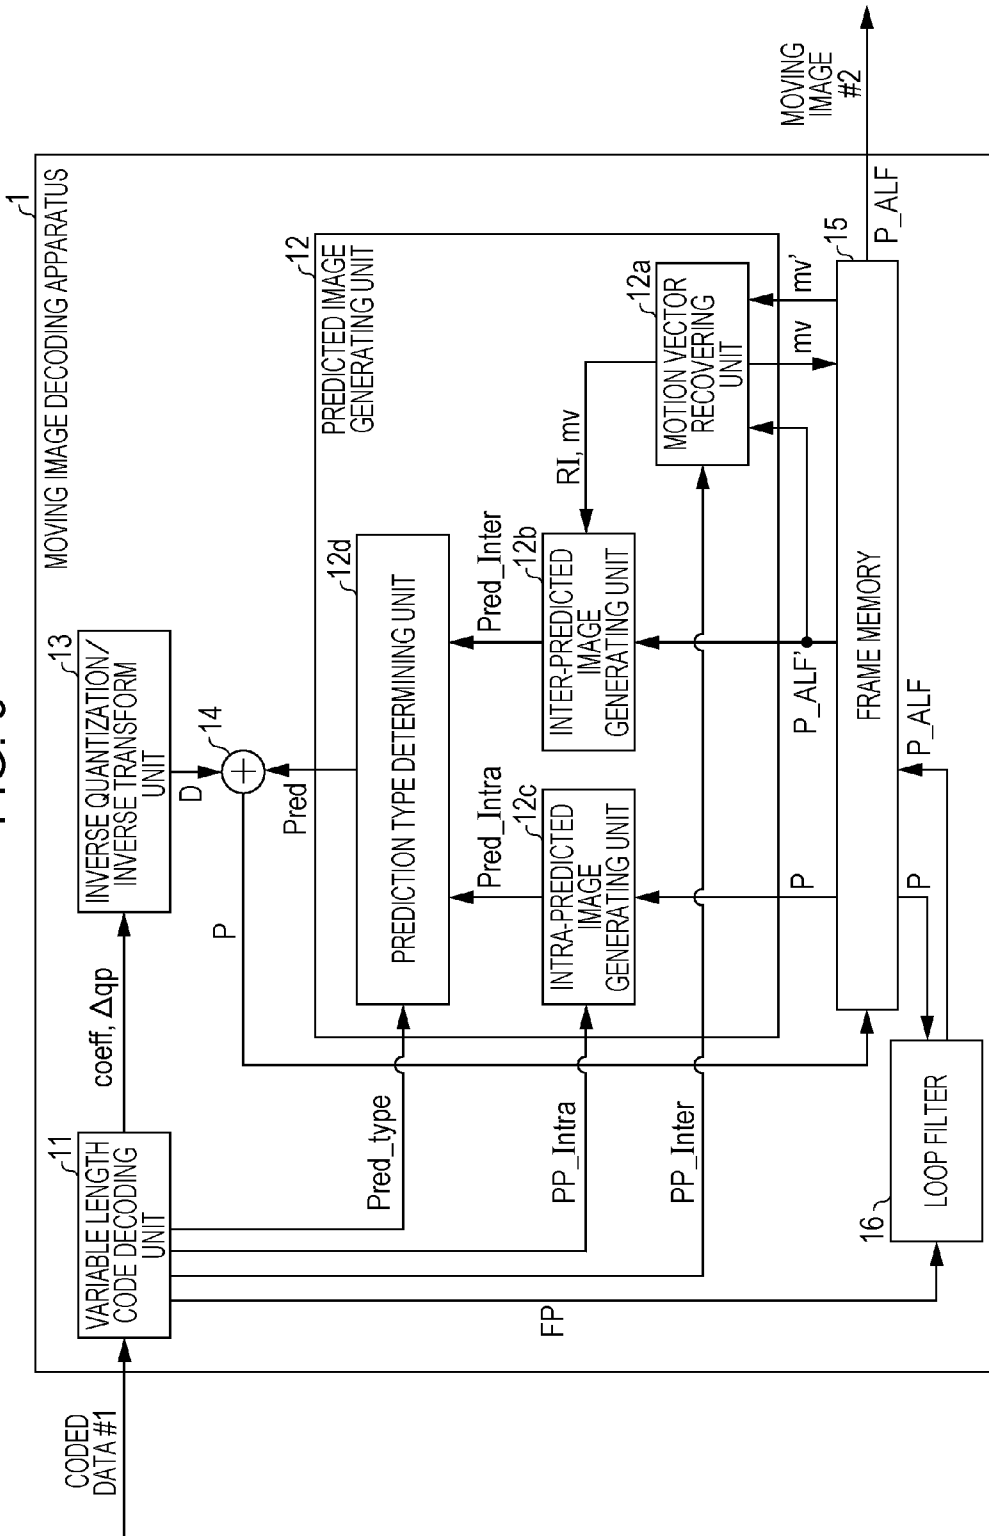 1
MOVING IMAGE DECODING APPARATUS
CODED
DATA #1
11
VARIABLE LENGTH
CODE DECODING
UNIT
coeff, Δqp
13
INVERSE QUANTIZATION/
INVERSE TRANSFORM
UNIT
D
14
P
Pred
12
PREDICTED IMAGE
GENERATING UNIT
Pred_type
12d
PREDICTION TYPE DETERMINING UNIT
Pred_Intra
Pred_Inter
PP_Intra
12c
INTRA-PREDICTED
IMAGE
GENERATING UNIT
12b
INTER-PREDICTED
IMAGE
GENERATING UNIT
RI, mv
12a
MOTION VECTOR
RECOVERING
UNIT
PP_Inter
P
P_ALF'
mv
mv'
15
FRAME MEMORY
P_ALF
MOVING
IMAGE
#2
FP
16
LOOP FILTER
P
P_ALF